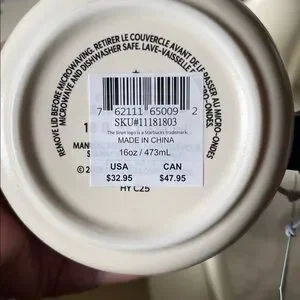 REMOVE LID BEFORE MICROWAVING. RETIRER LE COUVERCLE AVANT DE LE PASSER AU MICRO-ONDES
MICROWAVE AND DISHWASHER SAFE. LAVE-VAISSELLE
7 62111 65009 2
SKU#11181803
The Siren logo is a Starbucks trademark.
MADE IN CHINA
16oz / 473mL
USA CAN
$32.95 $47.95
HY C25